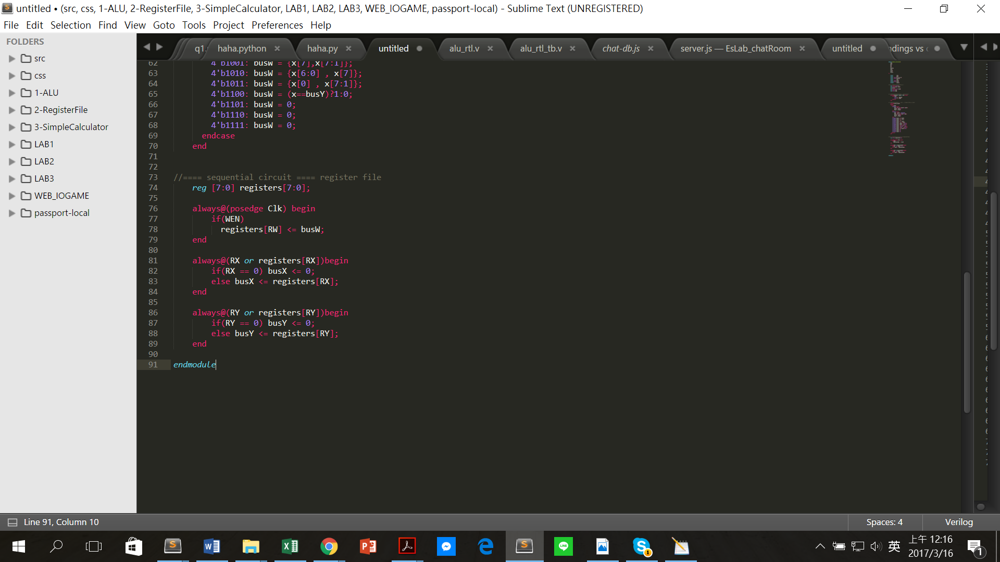 untitled • (src, css, 1-ALU, 2-RegisterFile, 3-SimpleCalculator, LAB1, LAB2, LAB3, WEB_IOGAME, passport-local) - Sublime Text (UNREGISTERED)
File Edit Selection Find View Goto Tools Project Preferences Help
FOLDERS
src
css
1-ALU
2-RegisterFile
3-SimpleCalculator
LAB1
LAB2
LAB3
WEB_IOGAME
passport-local
q1. haha.python haha.py untitled alu_rtl.v alu_rtl_tb.v chat-db.js server.js — EsLab_chatRoom untitled ndings vs
62 4'b1001: busW = {x[7],x[7:1]};
63 4'b1010: busW = {x[6:0] , x[7]};
64 4'b1011: busW = {x[0] , x[7:1]};
65 4'b1100: busW = (x==busY)?1:0;
66 4'b1101: busW = 0;
67 4'b1110: busW = 0;
68 4'b1111: busW = 0;
69 endcase
70 end
71
72
73 //==== sequential circuit ==== register file
74 reg [7:0] registers[7:0];
75
76 always@(posedge Clk) begin
77 if(WEN)
78 registers[RW] <= busW;
79 end
80
81 always@(RX or registers[RX])begin
82 if(RX == 0) busX <= 0;
83 else busX <= registers[RX];
84 end
85
86 always@(RY or registers[RY])begin
87 if(RY == 0) busY <= 0;
88 else busY <= registers[RY];
89 end
90
91 endmodule
Line 91, Column 10 Spaces: 4 Verilog
英
上午 12:16
2017/3/16
1